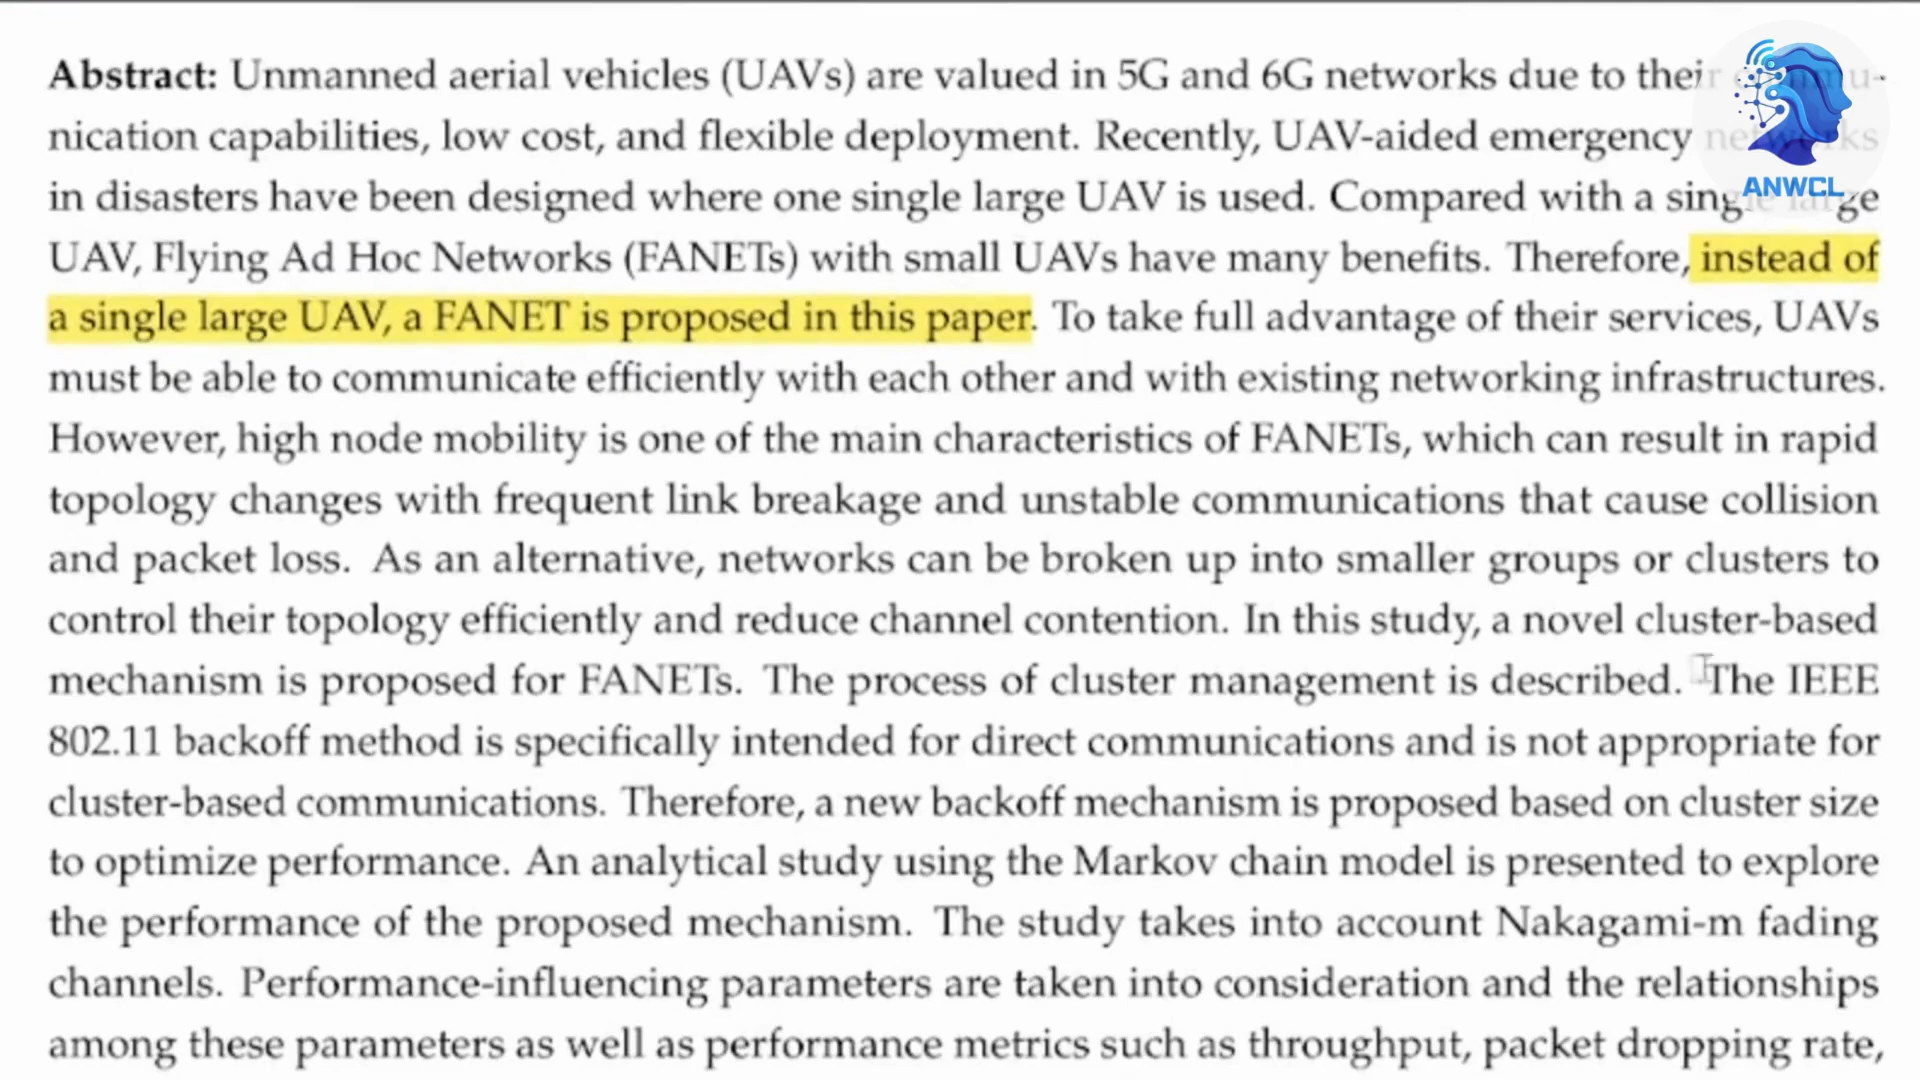 Abstract: Unmanned aerial vehicles (UAVs) are valued in 5G and 6G networks due to their commu-
nication capabilities, low cost, and flexible deployment. Recently, UAV-aided emergency networks
in disasters have been designed where one single large UAV is used. Compared with a single large
UAV, Flying Ad Hoc Networks (FANETs) with small UAVs have many benefits. Therefore, instead of
a single large UAV, a FANET is proposed in this paper. To take full advantage of their services, UAVs
must be able to communicate efficiently with each other and with existing networking infrastructures.
However, high node mobility is one of the main characteristics of FANETs, which can result in rapid
topology changes with frequent link breakage and unstable communications that cause collision
and packet loss. As an alternative, networks can be broken up into smaller groups or clusters to
control their topology efficiently and reduce channel contention. In this study, a novel cluster-based
mechanism is proposed for FANETs. The process of cluster management is described. The IEEE
802.11 backoff method is specifically intended for direct communications and is not appropriate for
cluster-based communications. Therefore, a new backoff mechanism is proposed based on cluster size
to optimize performance. An analytical study using the Markov chain model is presented to explore
the performance of the proposed mechanism. The study takes into account Nakagami-m fading
channels. Performance-influencing parameters are taken into consideration and the relationships
among these parameters as well as performance metrics such as throughput, packet dropping rate,
ANWCL